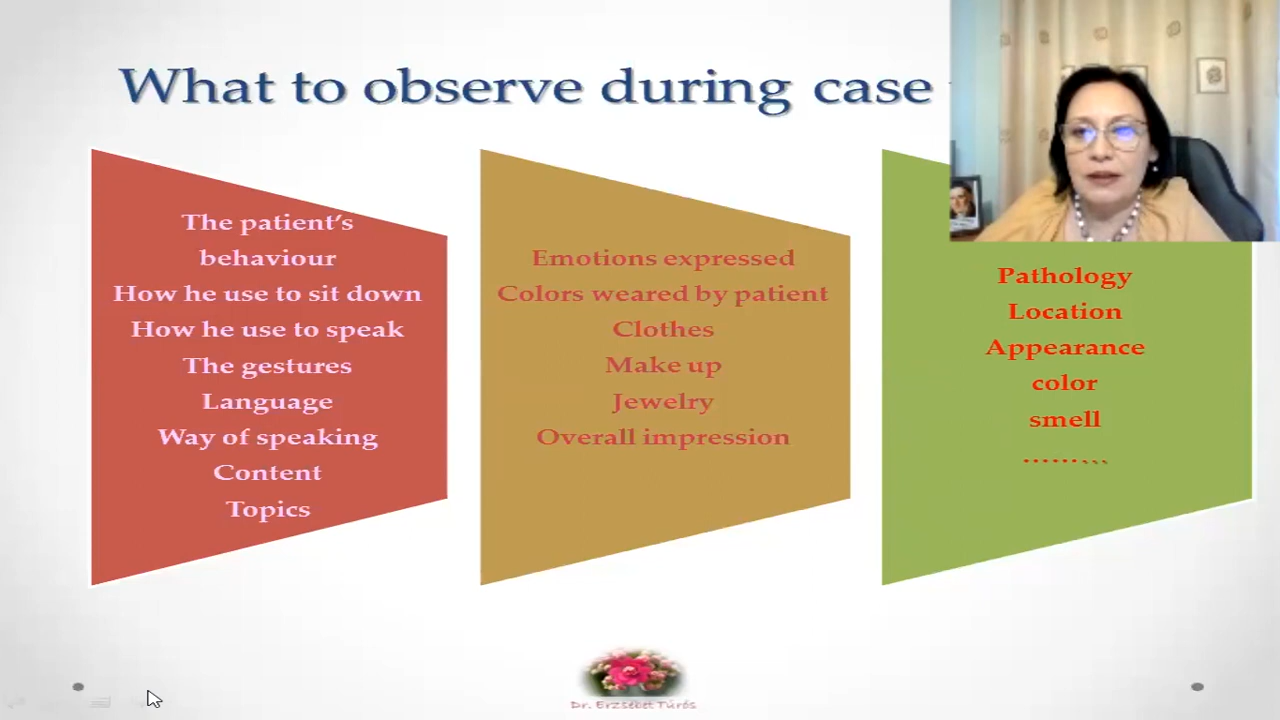 What to observe during case
The patient's
behaviour
How he use to sit down
How he use to speak
The gestures
Language
Way of speaking
Content
Topics
Emotions expressed
Colors weared by patient
Clothes
Make up
Jewelry
Overall impression
Pathology
Location
Appearance
color
smell
......、、、
Dr. Erzsebet Türös